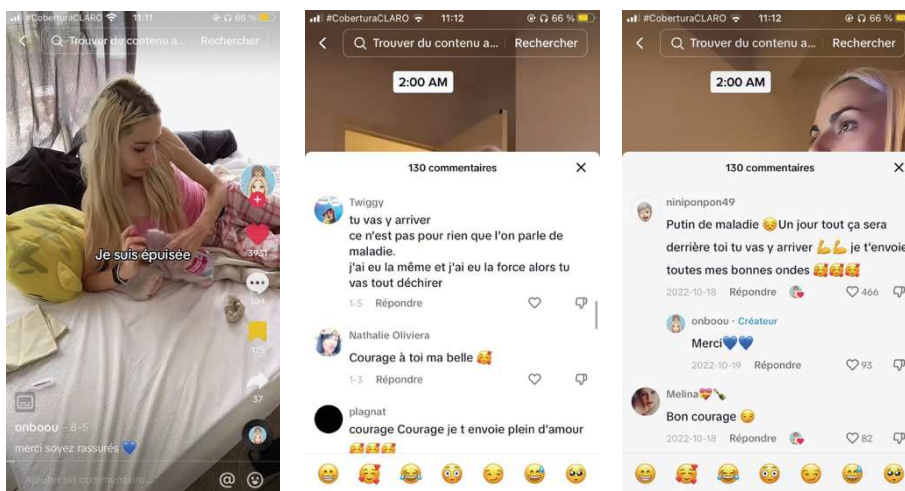 #CoberturaCLARO 11:11 66 %
Trouver du contenu a... Rechercher
Je suis épuisée
3931
104
115
37
onboou · 8-5
merci soyez rassurés 💙
Ajouter un commentaire...
#CoberturaCLARO 11:12 66 %
Trouver du contenu a... Rechercher
2:00 AM
130 commentaires
Twiggy
tu vas y arriver
ce n'est pas pour rien que l'on parle de
maladie.
j'ai eu la même et j'ai eu la force alors tu
vas tout déchirer
1-5 Répondre
Nathalie Oliviera
Courage à toi ma belle 🥰
1-3 Répondre
plagnat
courage Courage je t envoie plein d'amour
🥰🥰🥰
#CoberturaCLARO 11:12 66 %
Trouver du contenu a... Rechercher
2:00 AM
130 commentaires
niniponpon49
Putin de maladie 😔Un jour tout ça sera
derrière toi tu vas y arriver 💪💪 je t'envoie
toutes mes bonnes ondes 🥰🥰🥰
2022-10-18 Répondre 466
onboou · Créateur
Merci💙💙
2022-10-19 Répondre 93
Melina
Bon courage 😏
2022-10-18 Répondre 82